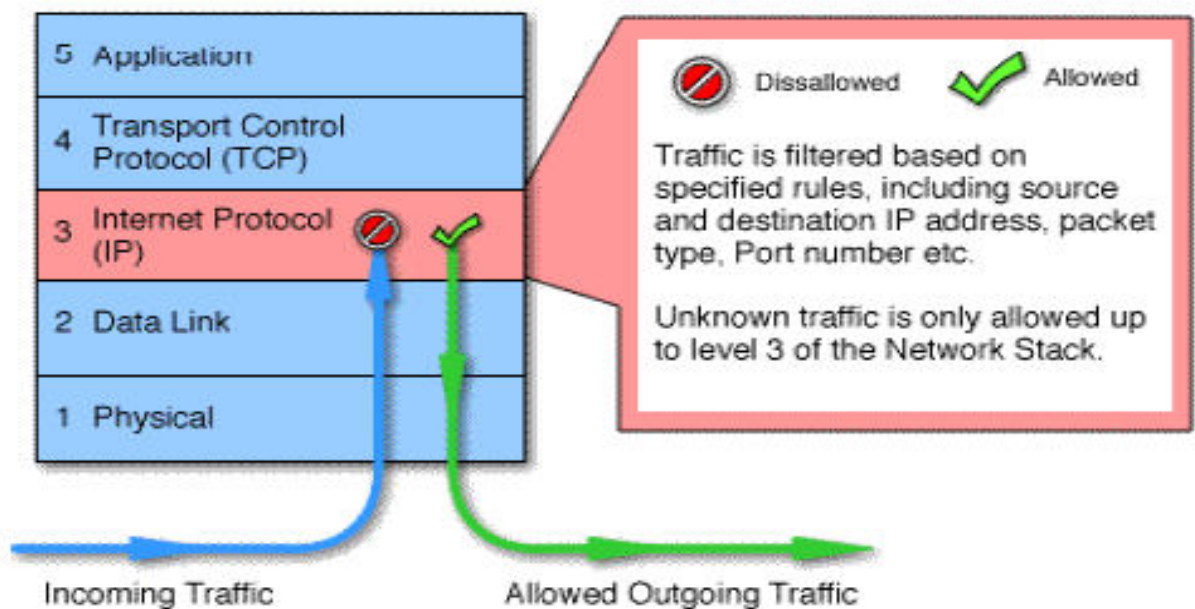 5 Application
4 Transport Control
Protocol (TCP)
3 Internet Protocol
(IP)
2 Data Link
1 Physical
Dissallowed
Allowed
Traffic is filtered based on
specified rules, including source
and destination IP address, packet
type, Port number etc.
Unknown traffic is only allowed up
to level 3 of the Network Stack.
Incoming Traffic
Allowed Outgoing Traffic